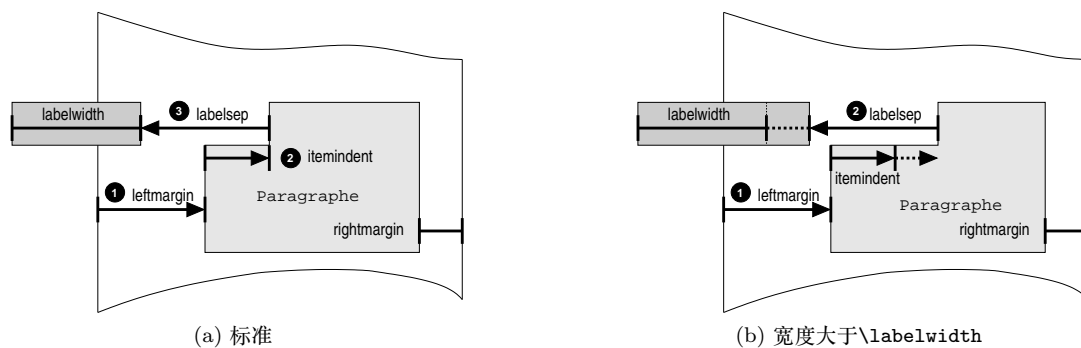 labelwidth
3 labelsep
2 itemindent
1 leftmargin
Paragraphe
rightmargin
(a) 标准
labelwidth
2 labelsep
itemindent
1 leftmargin
Paragraphe
rightmargin
(b) 宽度大于\labelwidth